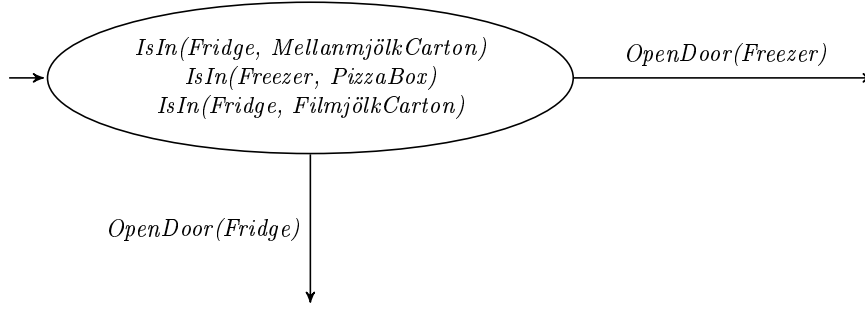 IsIn(Fridge, MellanmjölkCarton)
IsIn(Freezer, PizzaBox)
IsIn(Fridge, FilmjölkCarton)
OpenDoor(Freezer)
OpenDoor(Fridge)